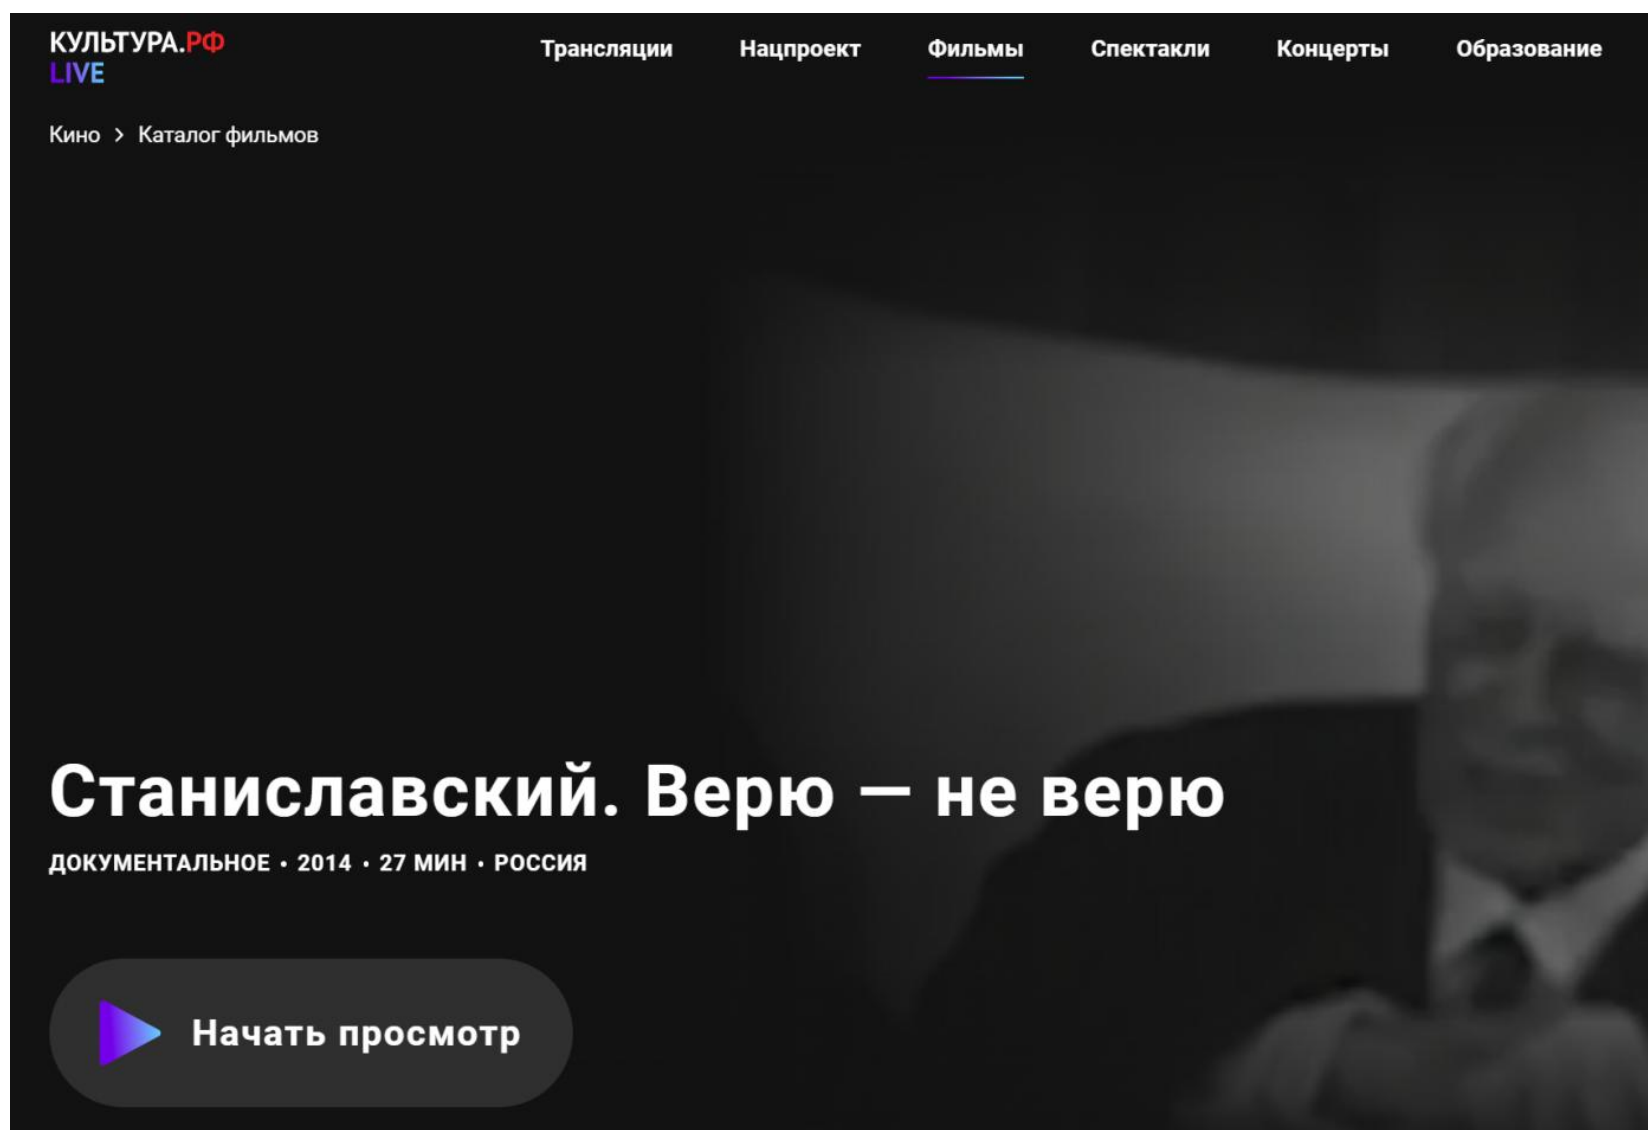 КУЛЬТУРА.РФ
LIVE
Трансляции Нацпроект Фильмы Спектакли Концерты Образование
Кино > Каталог фильмов
Станиславский. Верю — не верю
ДОКУМЕНТАЛЬНОЕ • 2014 • 27 МИН • РОССИЯ
Начать просмотр